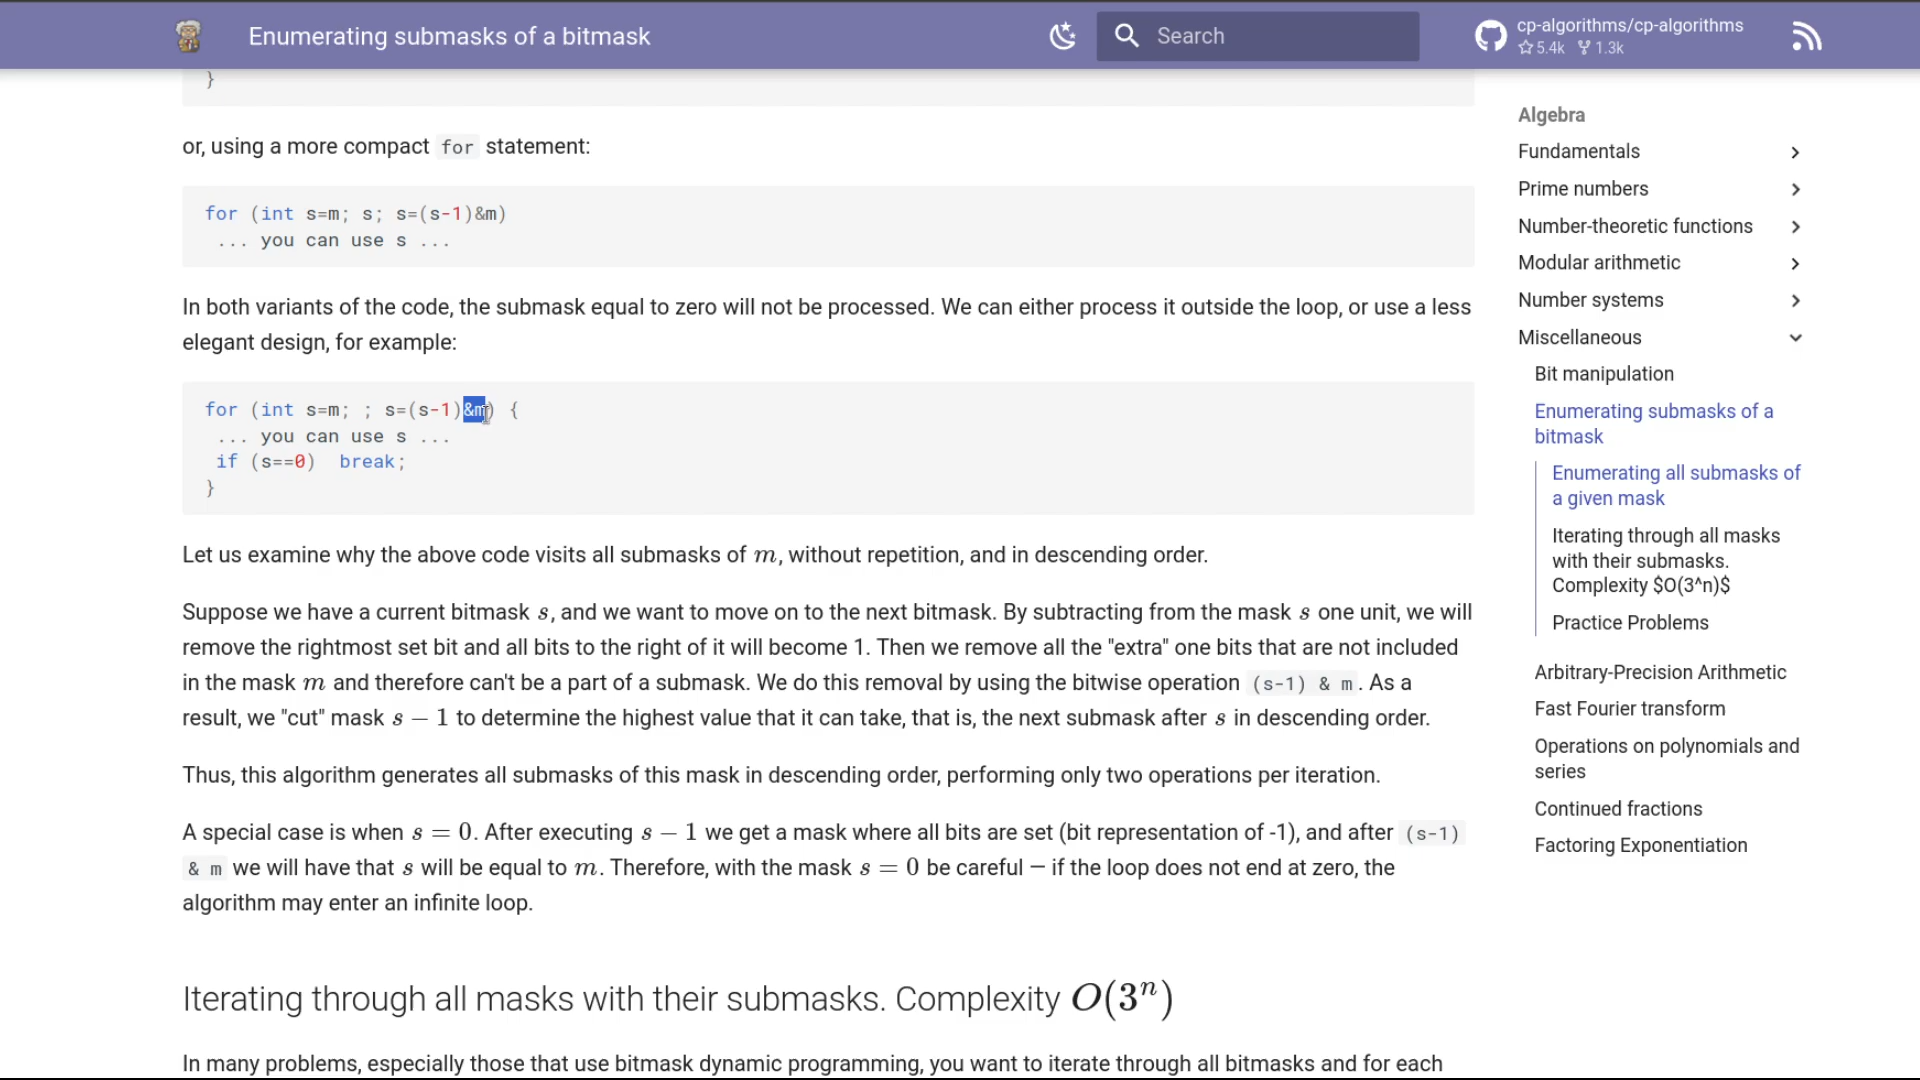 Enumerating submasks of a bitmask
Search
cp-algorithms/cp-algorithms
5.4k 1.3k
}
or, using a more compact for statement:
for (int s=m; s; s=(s-1)&m)
... you can use s ...
In both variants of the code, the submask equal to zero will not be processed. We can either process it outside the loop, or use a less
elegant design, for example:
for (int s=m; ; s=(s-1)&m) {
... you can use s ...
if (s==0) break;
}
Let us examine why the above code visits all submasks of m, without repetition, and in descending order.
Suppose we have a current bitmask s, and we want to move on to the next bitmask. By subtracting from the mask s one unit, we will
remove the rightmost set bit and all bits to the right of it will become 1. Then we remove all the "extra" one bits that are not included
in the mask m and therefore can't be a part of a submask. We do this removal by using the bitwise operation (s-1) & m. As a
result, we "cut" mask s − 1 to determine the highest value that it can take, that is, the next submask after s in descending order.
Thus, this algorithm generates all submasks of this mask in descending order, performing only two operations per iteration.
A special case is when s = 0. After executing s − 1 we get a mask where all bits are set (bit representation of -1), and after (s-1)
& m we will have that s will be equal to m. Therefore, with the mask s = 0 be careful — if the loop does not end at zero, the
algorithm may enter an infinite loop.
Iterating through all masks with their submasks. Complexity O(3ⁿ)
In many problems, especially those that use bitmask dynamic programming, you want to iterate through all bitmasks and for each
Algebra
Fundamentals
Prime numbers
Number-theoretic functions
Modular arithmetic
Number systems
Miscellaneous
Bit manipulation
Enumerating submasks of a
bitmask
Enumerating all submasks of
a given mask
Iterating through all masks
with their submasks.
Complexity $O(3^n)$
Practice Problems
Arbitrary-Precision Arithmetic
Fast Fourier transform
Operations on polynomials and
series
Continued fractions
Factoring Exponentiation